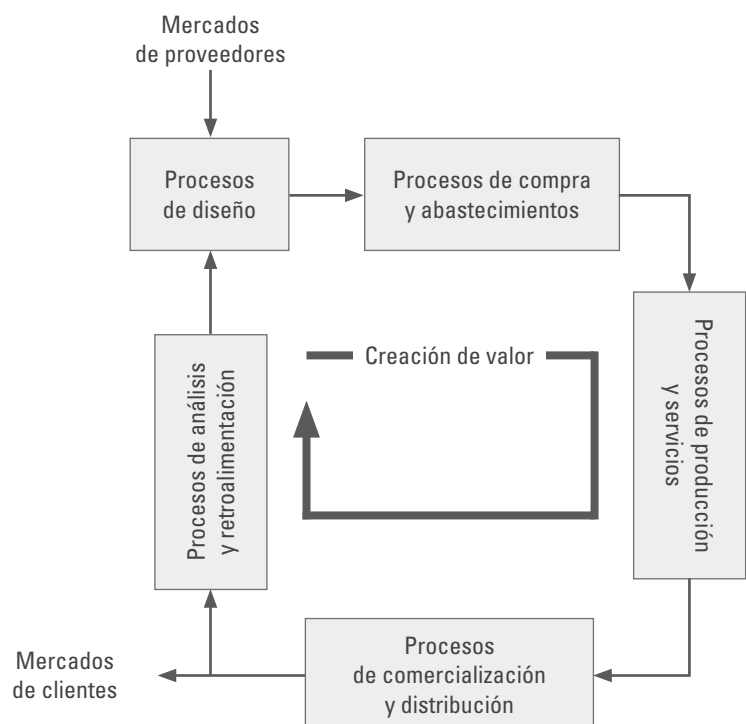 Mercados
de proveedores
Procesos
de diseño
Procesos de compra
y abastecimientos
Procesos de producción
y servicios
Creación de valor
Procesos de análisis
y retroalimentación
Procesos
de comercialización
y distribución
Mercados
de clientes